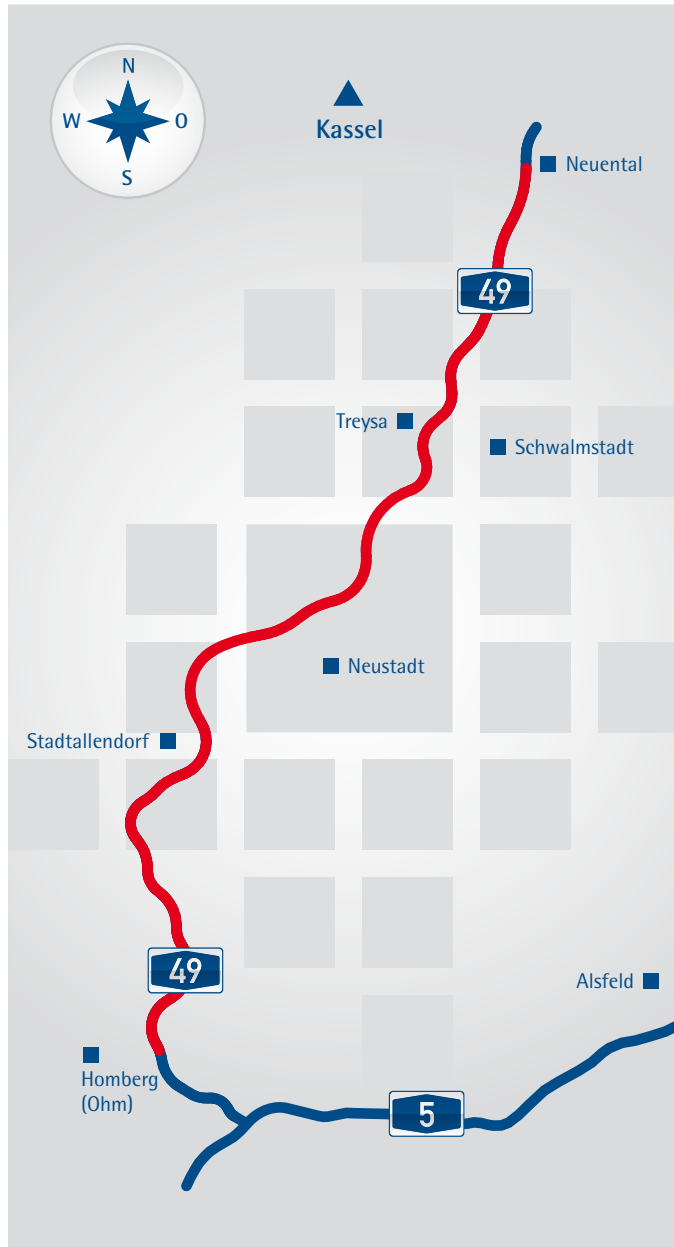 N
W
O
S
Kassel
Neuental
49
Treysa
Schwalmstadt
Neustadt
Stadtallendorf
49
Alsfeld
Homberg
(Ohm)
5